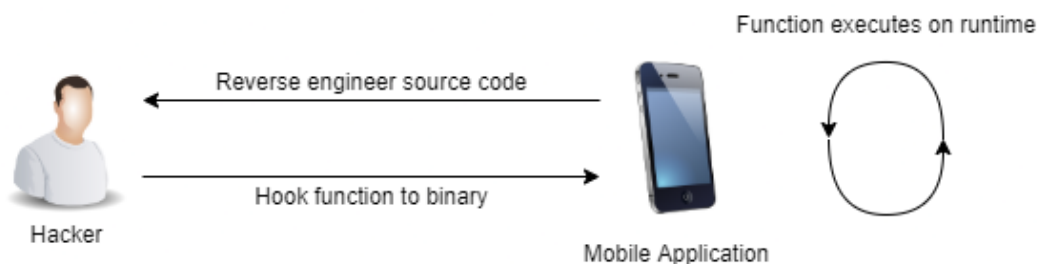 Function executes on runtime
Reverse engineer source code
Hook function to binary
Hacker
Mobile Application